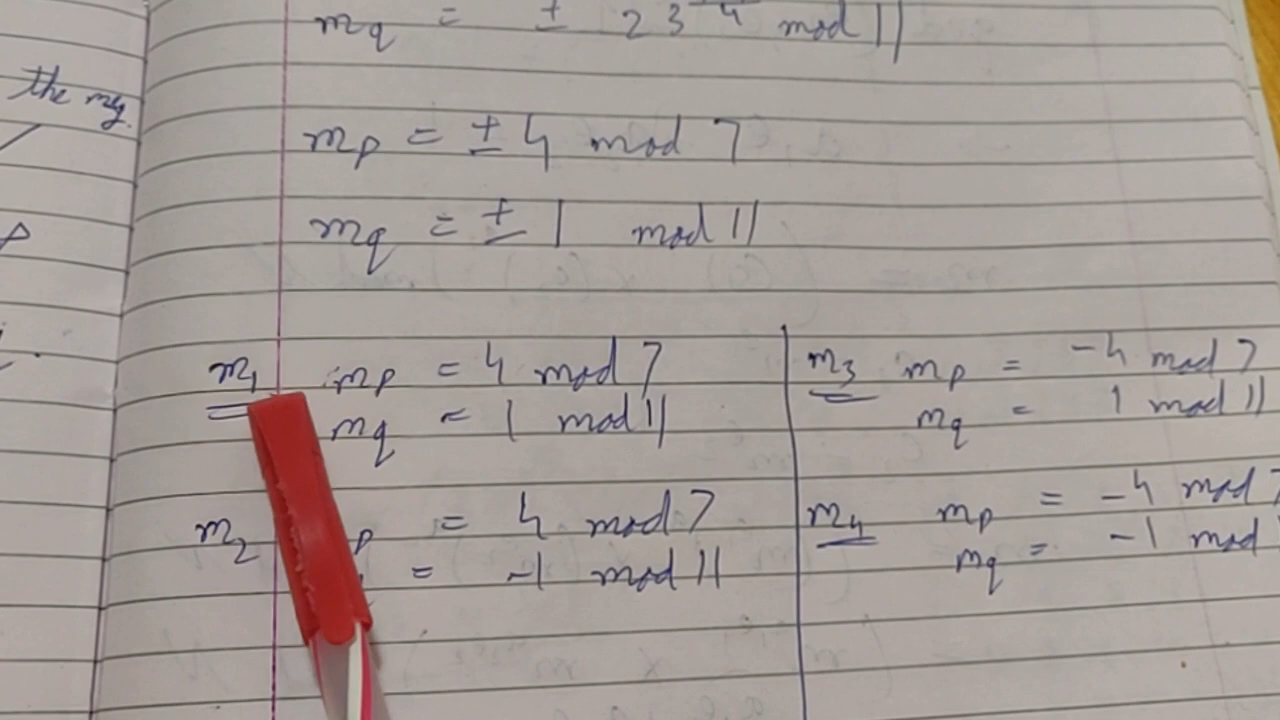 mq = ± 23 4 mod 11
the my.
mp = ± 4 mod 7
mq = ± 1 mod 11
m1 mp = 4 mod 7
mq = 1 mod 11
m2 p = 4 mod 7
= -1 mod 11
m3 mp = -4 mod 7
mq = 1 mod 11
m4 mp = -4 mod 7
mq = -1 mod